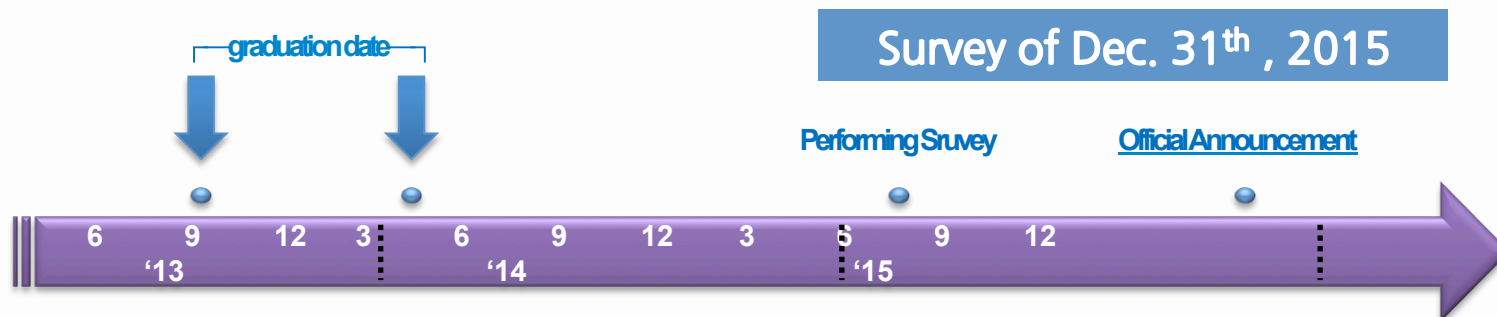 graduation date
Survey of Dec. 31th , 2015
Performing Sruvey
Official Announcement
6 9 12 3 6 9 12 3 6 9 12
‘13 ‘14 ‘15